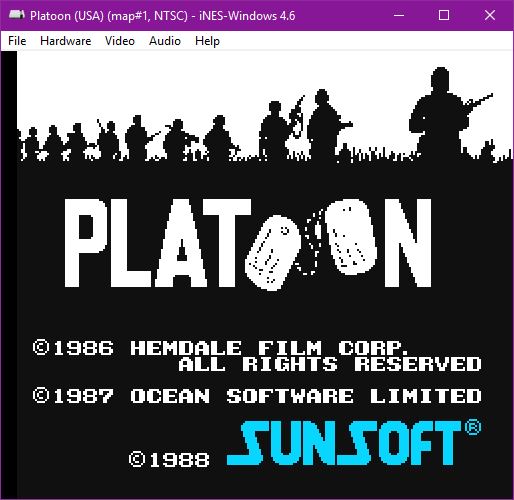 Platoon (USA) (map#1, NTSC) - iNES-Windows 4.6
File Hardware Video Audio Help
PLATOON
©1986 HEMDALE FILM CORP.
ALL RIGHTS RESERVED
©1987 OCEAN SOFTWARE LIMITED
©1988 SUNSOFT®